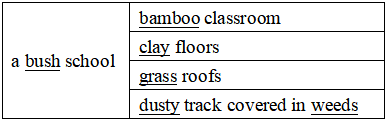 a bush school
bamboo classroom
clay floors
grass roofs
dusty track covered in weeds